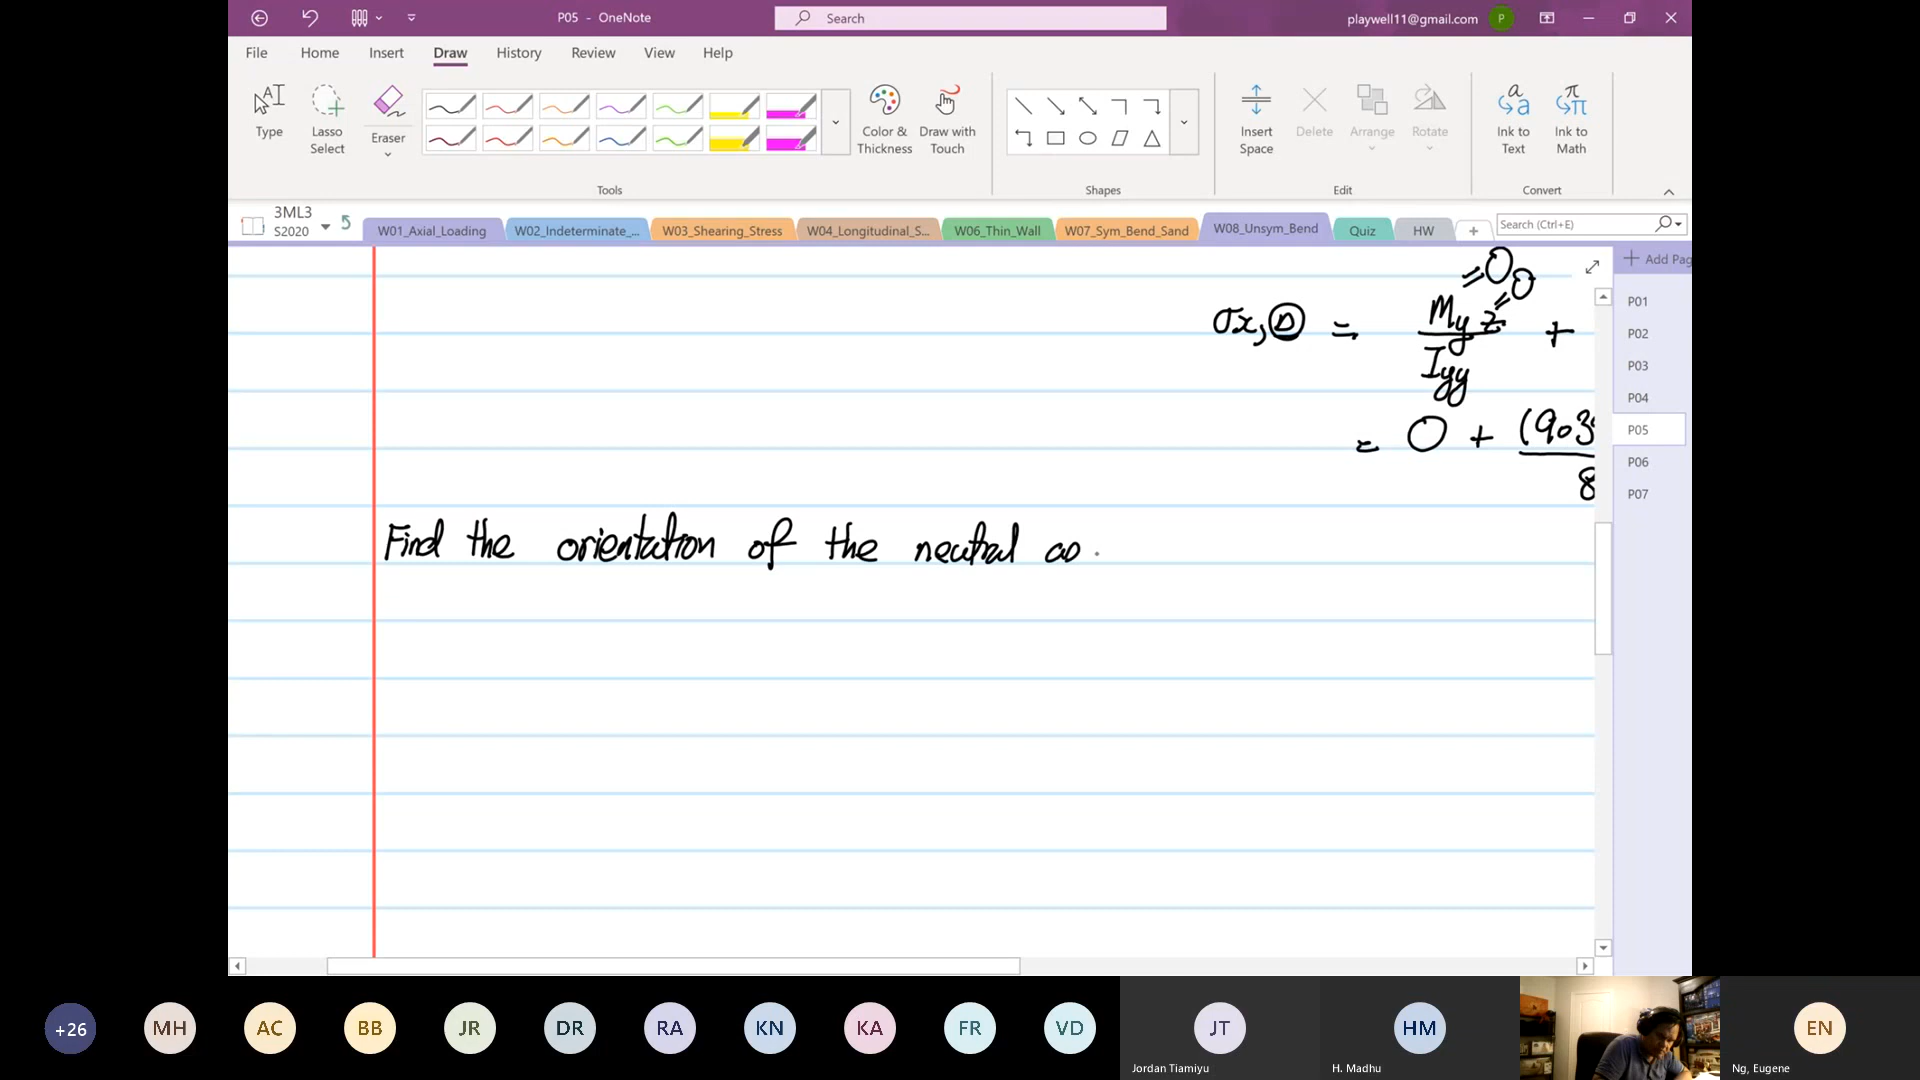 P05 - OneNote
Search
playwell11@gmail.com
P
File Home Insert Draw History Review View Help
Type
Lasso Select
Eraser
Color & Thickness
Draw with Touch
Insert Space
Delete
Arrange
Rotate
Ink to Text
Ink to Math
Tools
Shapes
Edit
Convert
3ML3 S2020
W01_Axial_Loading
W02_Indeterminate_...
W03_Shearing_Stress
W04_Longitudinal_S...
W06_Thin_Wall
W07_Sym_Bend_Sand
W08_Unsym_Bend
Quiz
HW
+
Search (Ctrl+E)
Add Pag
P01
P02
P03
P04
P05
P06
P07
=0
=0
σx, D = My z / Iyy +
= 0 + (903 / 8
Find the orientation of the neutral
+26
MH
AC
BB
JR
DR
RA
KN
KA
FR
VD
JT
Jordan Tiamiyu
HM
H. Madhu
EN
Ng, Eugene